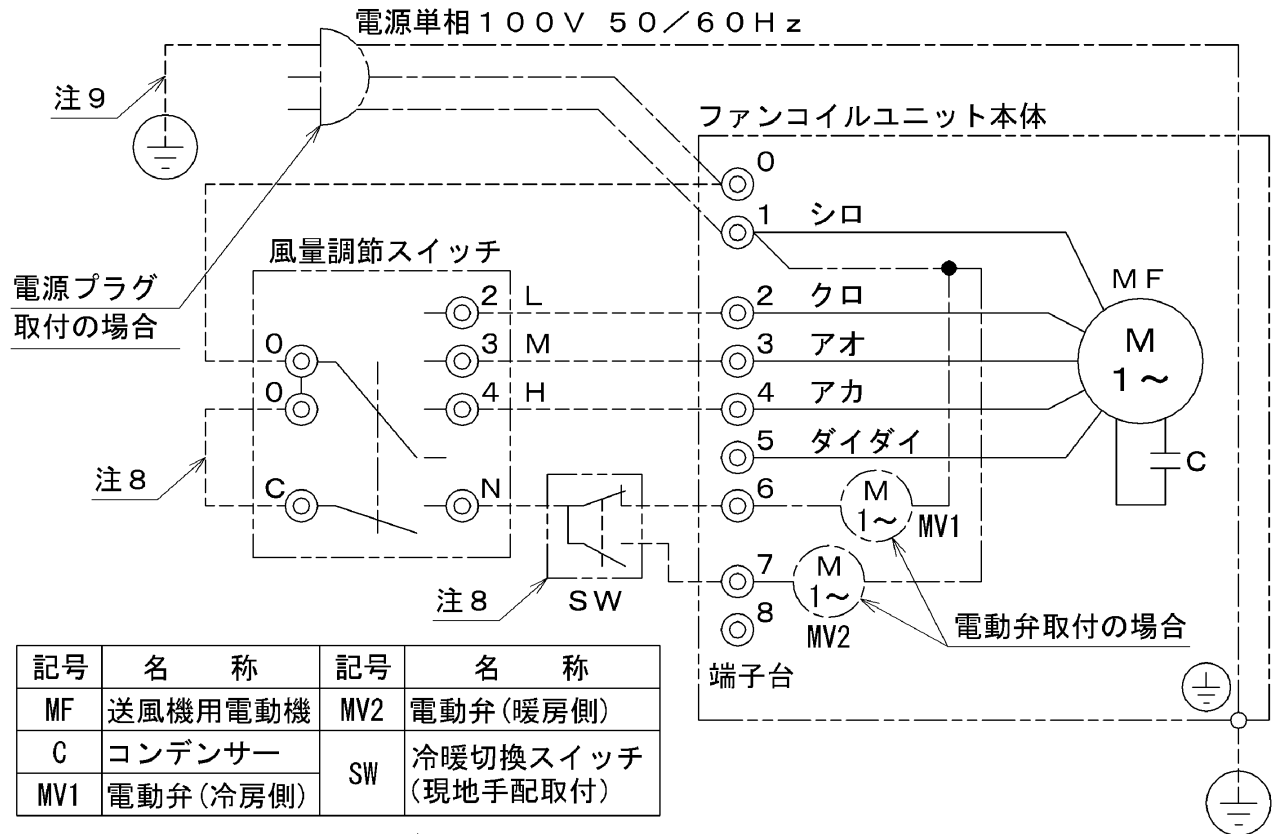 電源単相100V 50/60Hz
注9
ファンコイルユニット本体
0
1 シロ
風量調節スイッチ
電源プラグ
取付の場合
2 L
2 クロ
MF
0
3 M
3 アオ
M
1~
0
4 H
4 アカ
5 ダイダイ
C
注8
C
N
6
M
1~
MV1
7
M
1~
MV2
注8
SW
8
電動弁取付の場合
端子台
記号 名 称 記号 名 称
MF 送風機用電動機 MV2 電動弁(暖房側)
C コンデンサー
SW 冷暖切換スイッチ
(現地手配取付)
MV1 電動弁(冷房側)